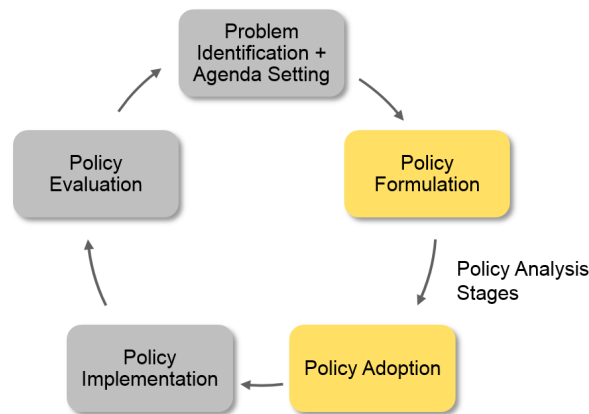 Problem
Identification +
Agenda Setting
Policy
Formulation
Policy Analysis
Stages
Policy Adoption
Policy
Implementation
Policy
Evaluation